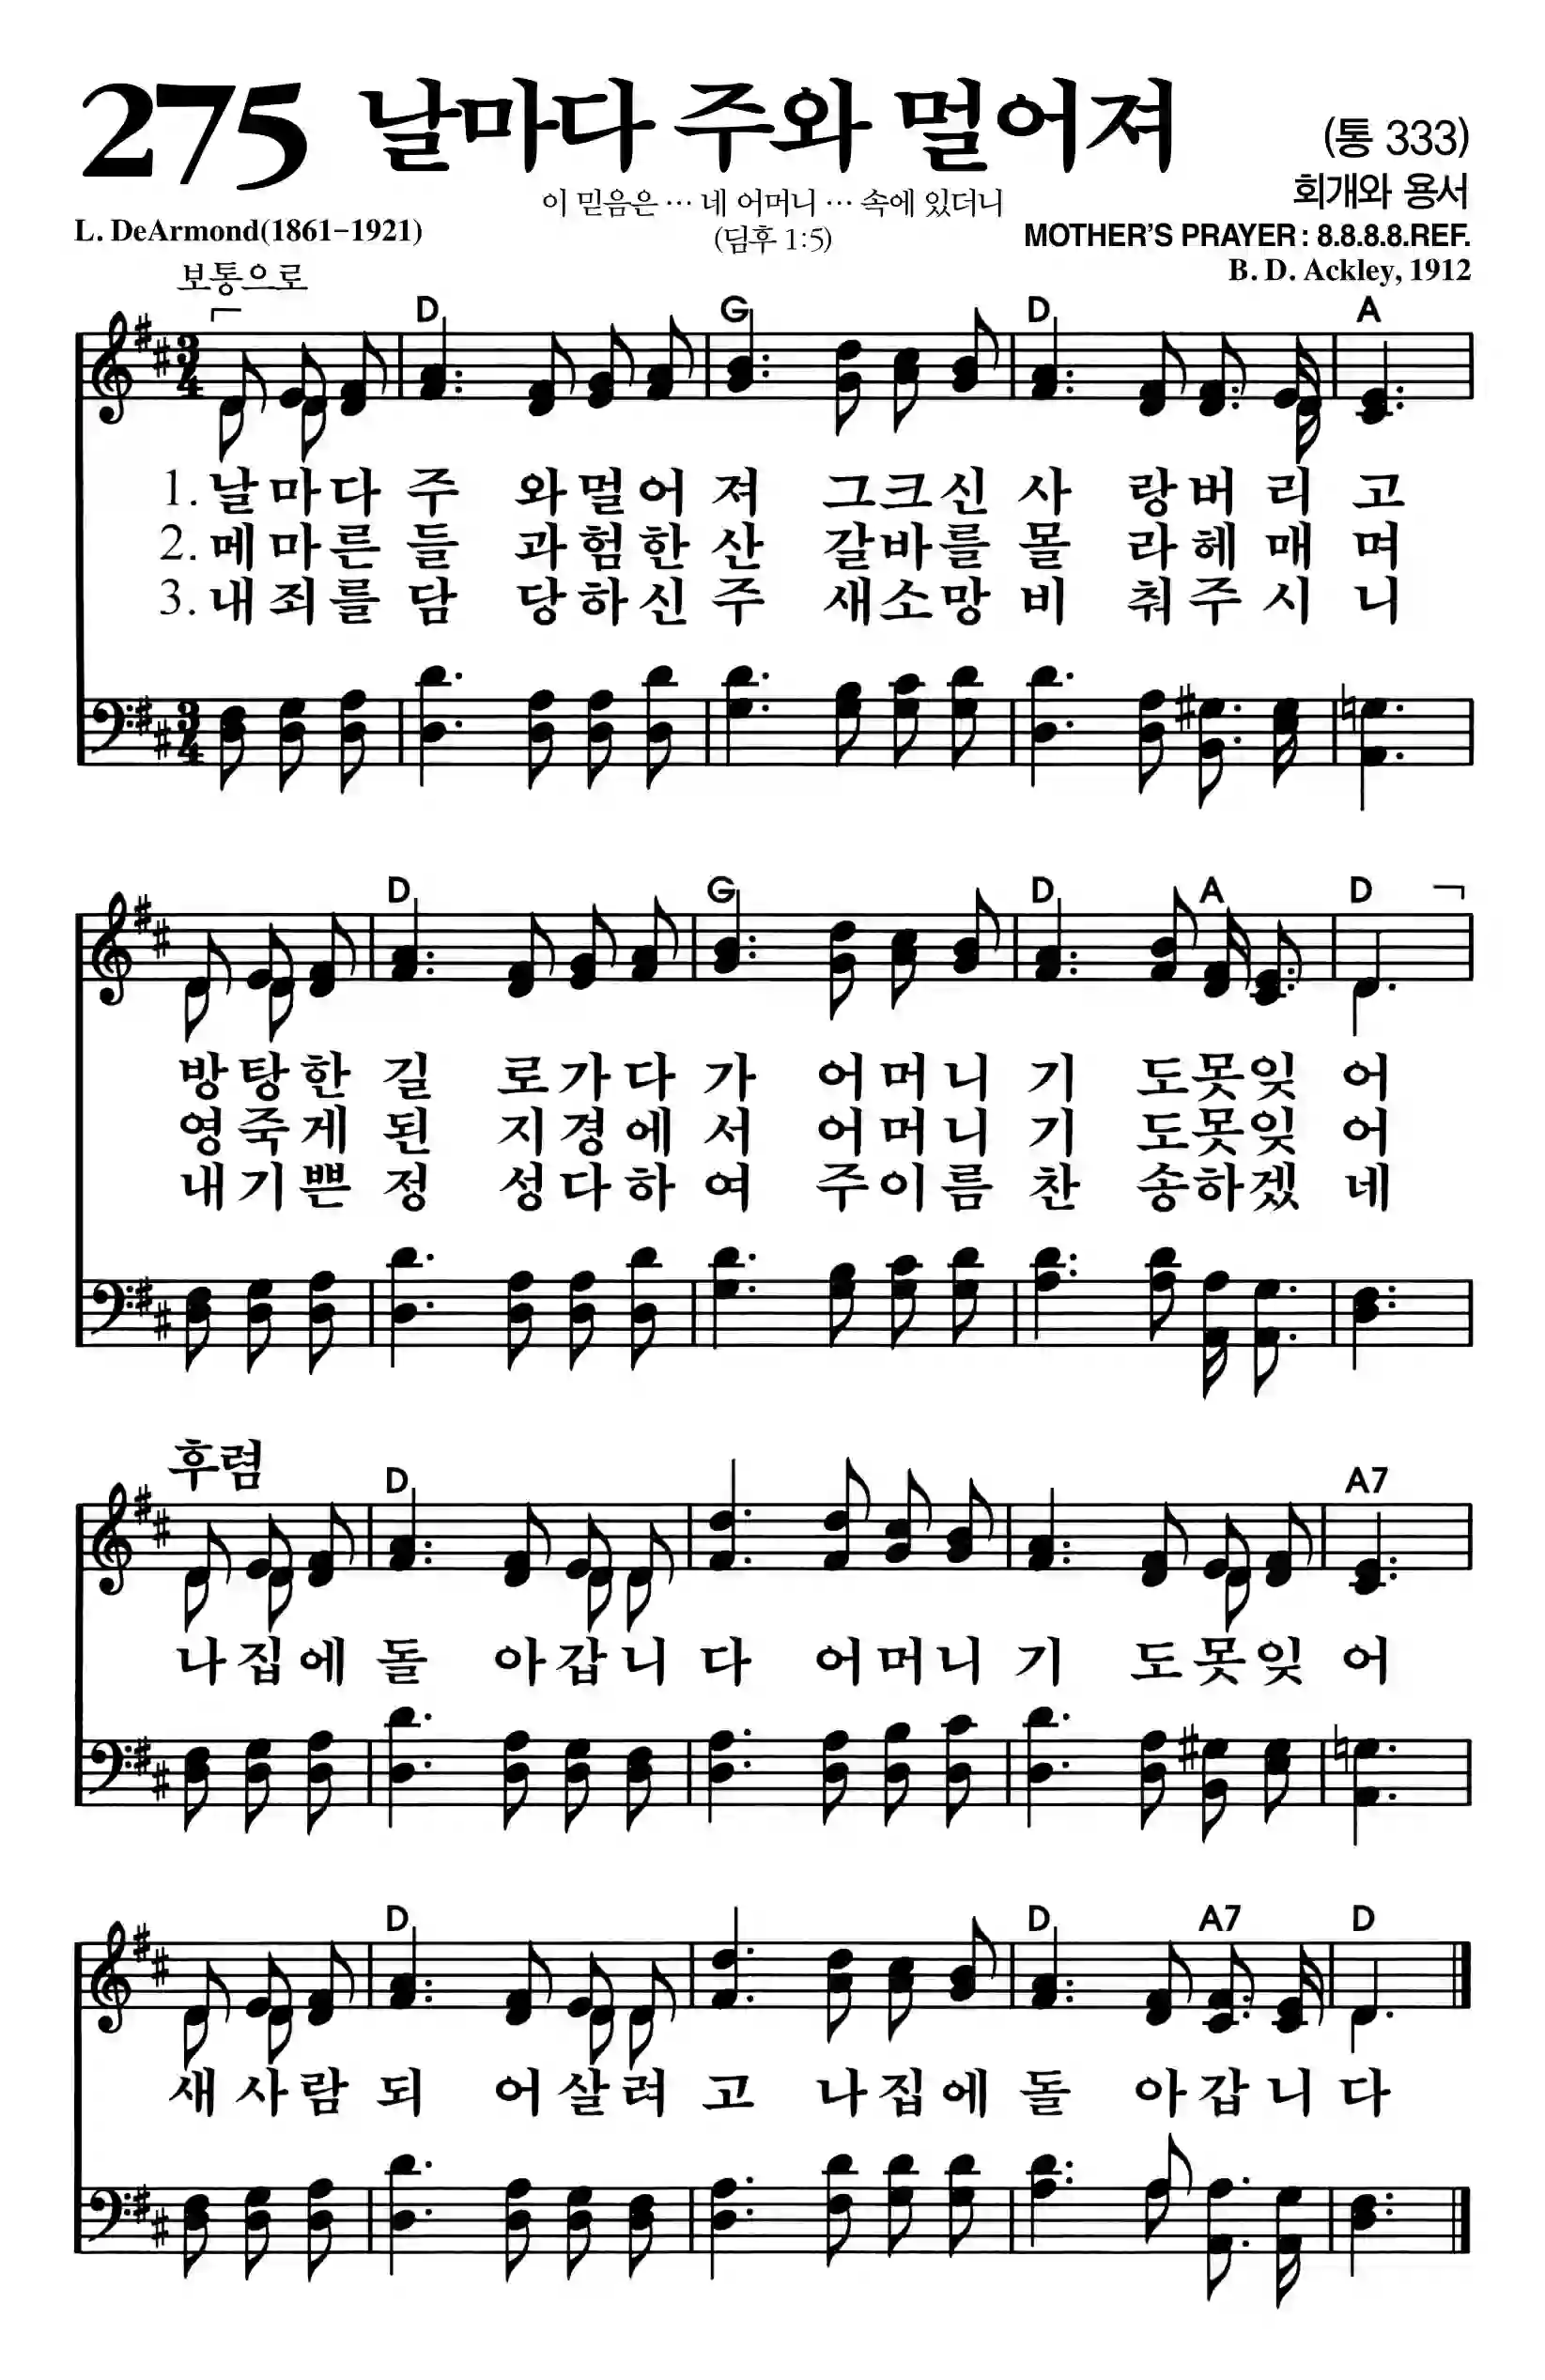 275 날마다 주와 멀어져 (통 333)
이 믿음은 … 네 어머니 … 속에 있더니 회개와 용서
L. DeArmond(1861-1921) (딤후 1:5) MOTHER'S PRAYER : 8.8.8.8.REF.
보통으로 B. D. Ackley, 1912
D G D A
3 4
1. 날마다 주 와멀어 져 그크신 사 랑버 리 고
2. 메마른 들 과험한 산 갈바를 몰 라헤 매 며
3. 내죄를 담 당하신 주 새소망 비 춰주 시 니
3 4
D G D A D
방탕한 길 로가다 가 어머니 기 도못잊 어
영죽게 된 지경에 서 어머니 기 도못잊 어
내기쁜 정 성다하 여 주이름 찬 송하겠 네
후렴
D A7
나집에 돌 아갑니 다 어머니 기 도못잊 어
D D A7 D
새사람 되 어살려 고 나집에 돌 아갑니 다